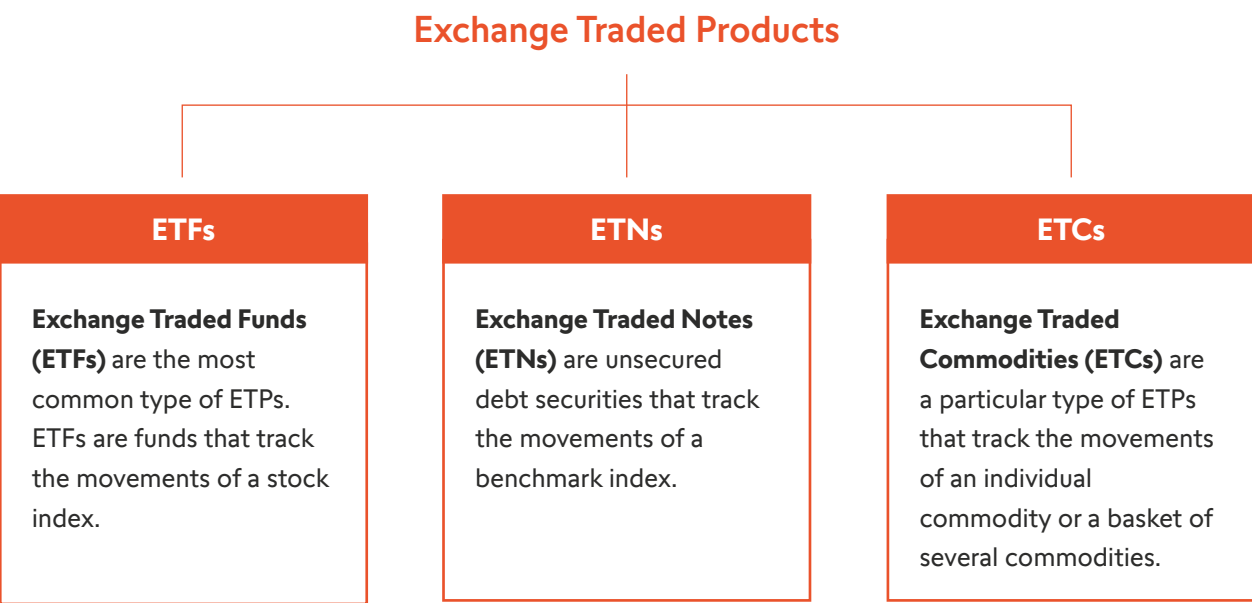 Exchange Traded Products
ETFs
Exchange Traded Funds
(ETFs) are the most
common type of ETPs.
ETFs are funds that track
the movements of a stock
index.
ETNs
Exchange Traded Notes
(ETNs) are unsecured
debt securities that track
the movements of a
benchmark index.
ETCs
Exchange Traded
Commodities (ETCs) are
a particular type of ETPs
that track the movements
of an individual
commodity or a basket of
several commodities.